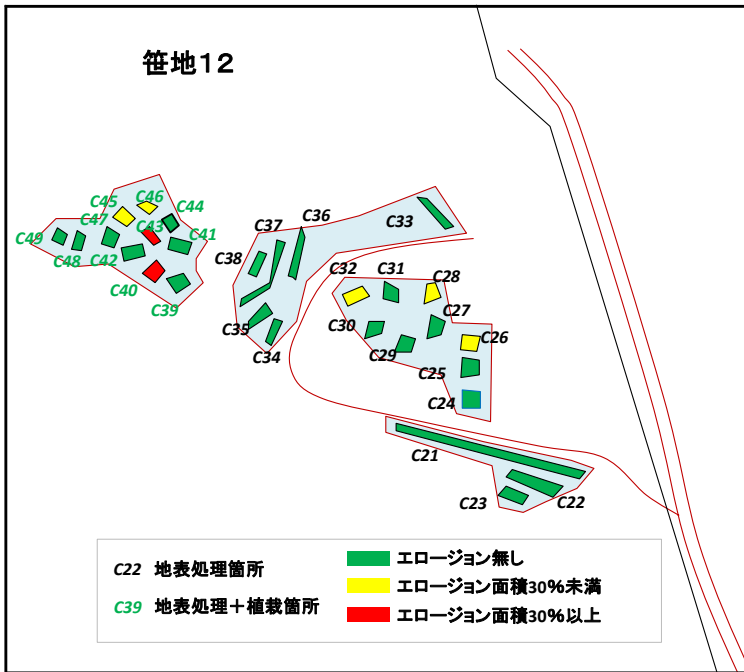 笹地12
C46
C45
C44
C36
C47
C43
C33
C37
C49
C41
C38
C48
C42
C32
C31
C28
C40
C39
C27
C35
C30
C26
C34
C29
C25
C24
C21
C23
C22
C22 地表処理箇所
C39 地表処理＋植栽箇所
エロージョン無し
エロージョン面積30%未満
エロージョン面積30%以上